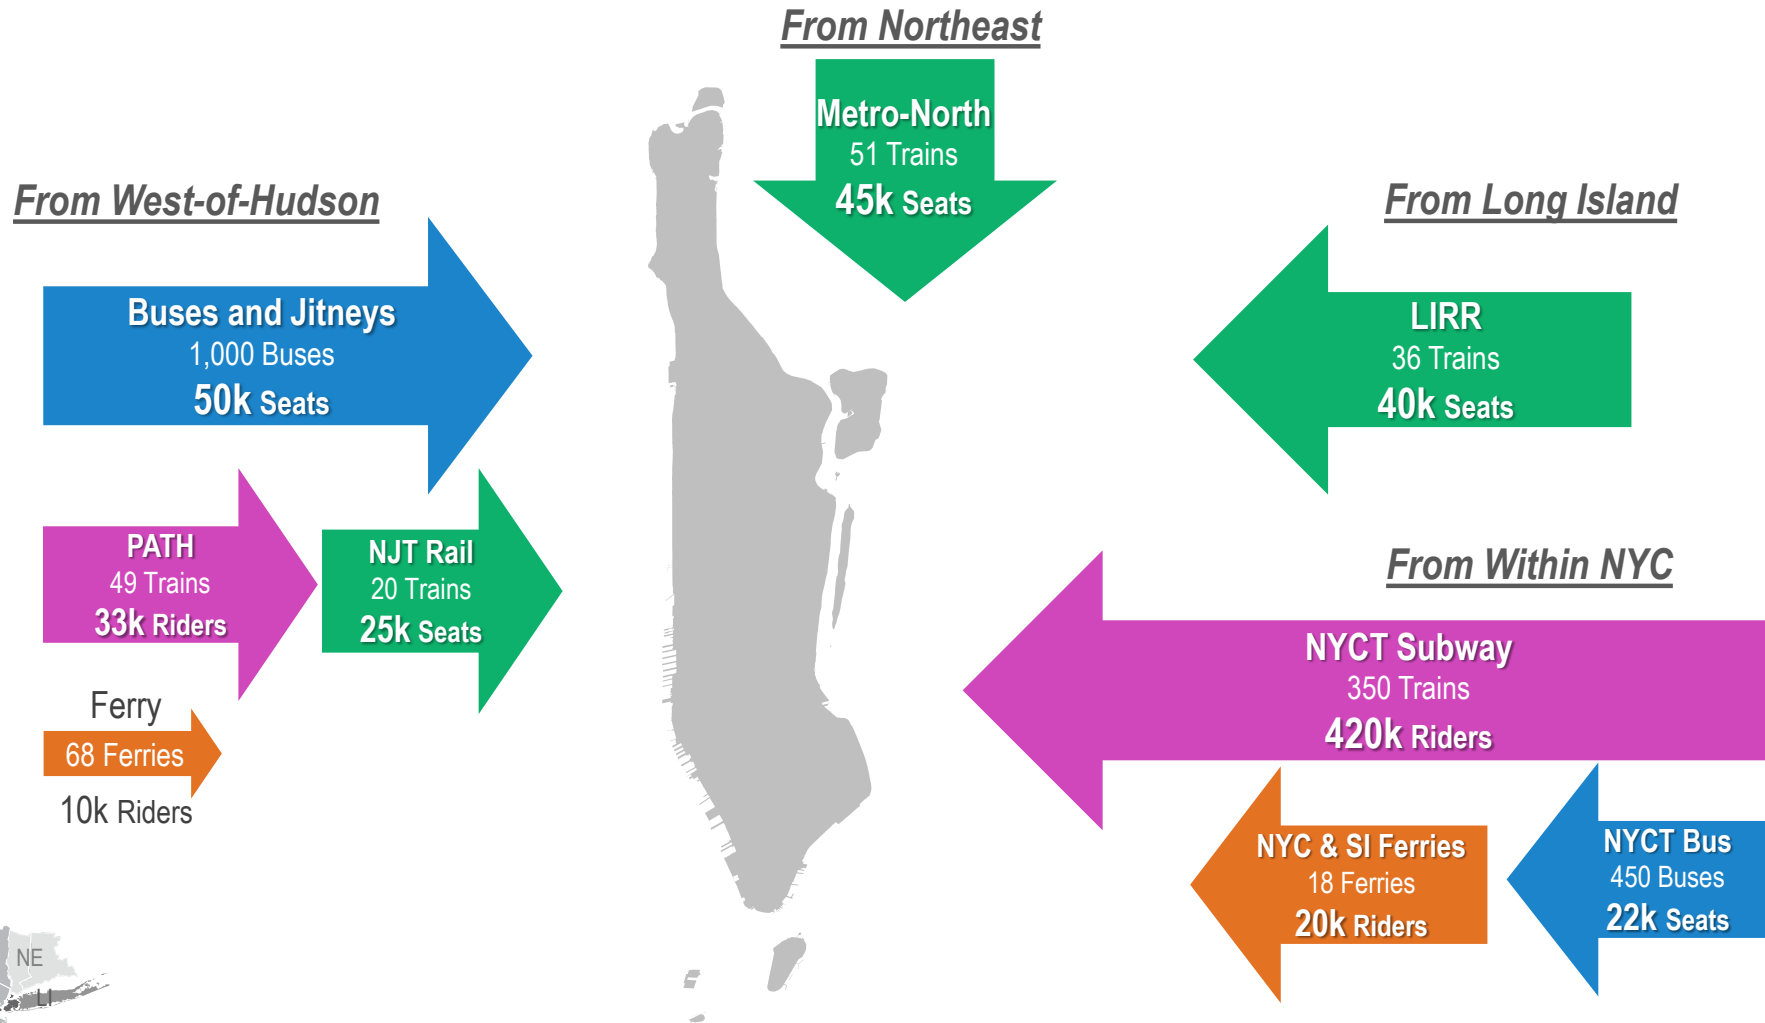 From Northeast
Metro-North
51 Trains
45k Seats
From West-of-Hudson
Buses and Jitneys
1,000 Buses
50k Seats
PATH
49 Trains
33k Riders
NJT Rail
20 Trains
25k Seats
Ferry
68 Ferries
10k Riders
From Long Island
LIRR
36 Trains
40k Seats
From Within NYC
NYCT Subway
350 Trains
420k Riders
NYC & SI Ferries
18 Ferries
20k Riders
NYCT Bus
450 Buses
22k Seats
NE
LI